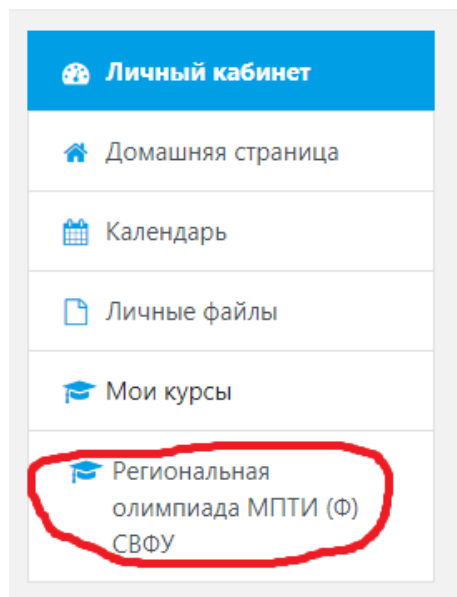 Личный кабинет
Домашняя страница
Календарь
Личные файлы
Мои курсы
Региональная
олимпиада МПТИ (Ф)
СВФУ